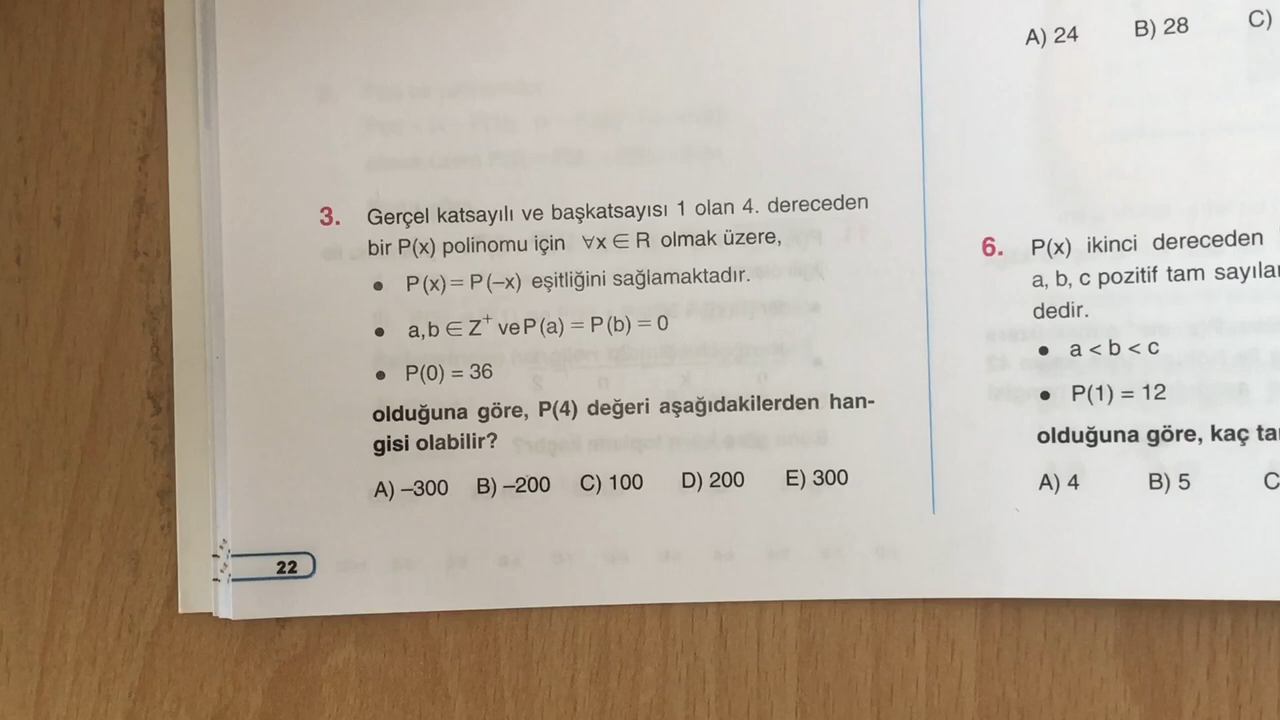 3. Gerçel katsayılı ve başkatsayısı 1 olan 4. dereceden
bir P(x) polinomu için ∀x ∈ R olmak üzere,
• P(x) = P(–x) eşitliğini sağlamaktadır.
• a,b ∈ Z⁺ ve P(a) = P(b) = 0
• P(0) = 36
olduğuna göre, P(4) değeri aşağıdakilerden han-
gisi olabilir?
A) –300 B) –200 C) 100 D) 200 E) 300
22
A) 24 B) 28 C)
6. P(x) ikinci dereceden
a, b, c pozitif tam
dedir.
• a < b < c
• P(1) = 12
olduğuna göre, kaç
A) 4 B) 5 C